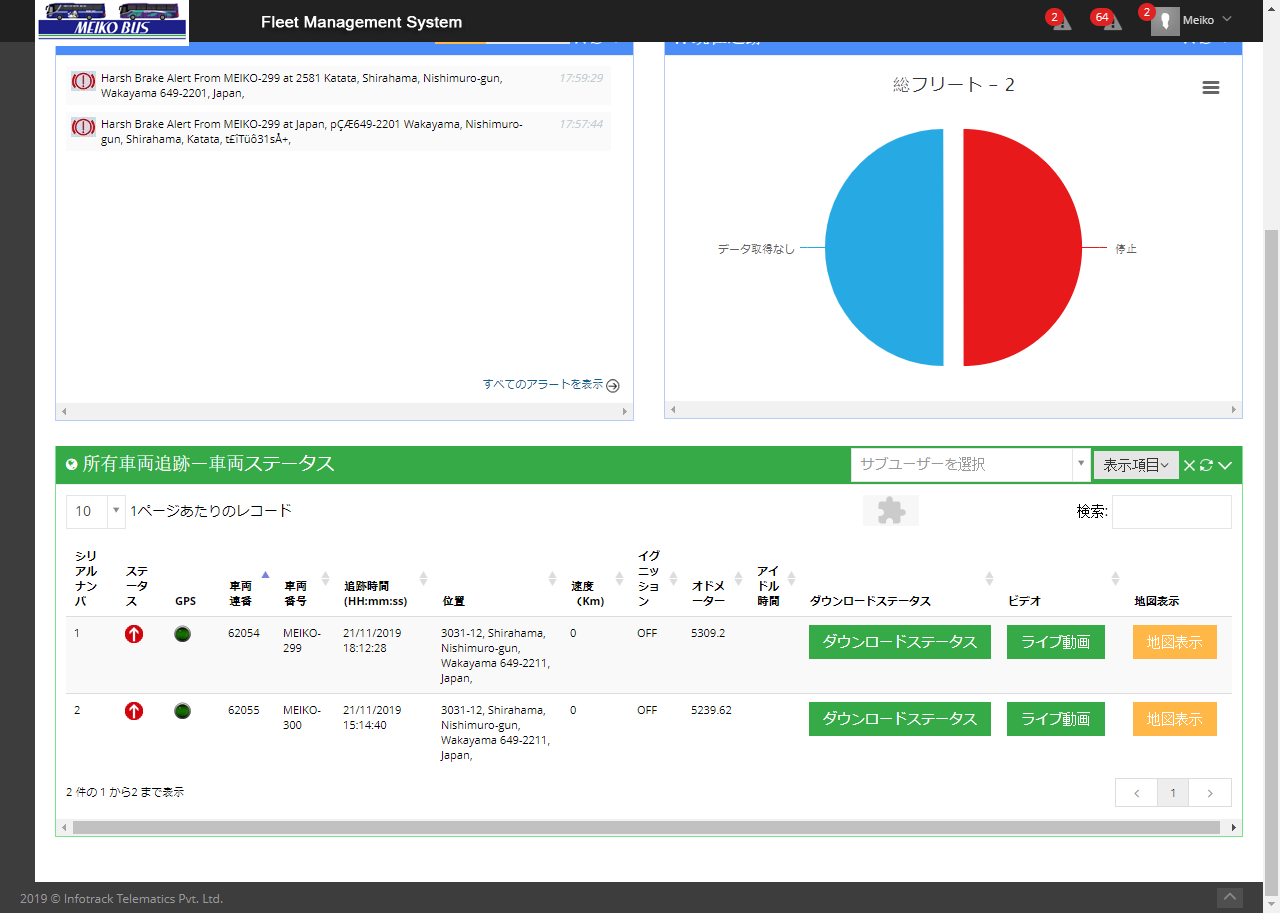 MEIKO BUS
Fleet Management System
2
64
2
Meiko
Harsh Brake Alert From MEIKO-299 at 2581 Katata, Shirahama, Nishimuro-gun,
Wakayama 649-2201, Japan,
17:59:29
Harsh Brake Alert From MEIKO-299 at Japan, pÇÆ649-2201 Wakayama, Nishimuro-
gun, Shirahama, Katata, t£ÎTüô31sÅ+,
17:57:44
すべてのアラートを表示
総フリート – 2
データ取得なし
停止
所有車両追跡ー車両ステータス
サブユーザーを選択
表示項目
10
1ページあたりのレコード
検索:
シリ
アル
ナン
バ
ステ
ータ
ス
GPS
車両
連番
車両
番号
追跡時間
(HH:mm:ss)
位置
速度
（Km)
イグ
ニッ
ショ
ン
オドメ
ーター
アイ
ドル
時間
ダウンロードステータス
ビデオ
地図表示
1
62054
MEIKO-
299
21/11/2019
18:12:28
3031-12, Shirahama,
Nishimuro-gun,
Wakayama 649-2211,
Japan,
0
OFF
5309.2
ダウンロードステータス
ライブ動画
地図表示
2
62055
MEIKO-
300
21/11/2019
15:14:40
3031-12, Shirahama,
Nishimuro-gun,
Wakayama 649-2211,
Japan,
0
OFF
5239.62
ダウンロードステータス
ライブ動画
地図表示
2 件の 1 から2 まで表示
1
2019 © Infotrack Telematics Pvt. Ltd.